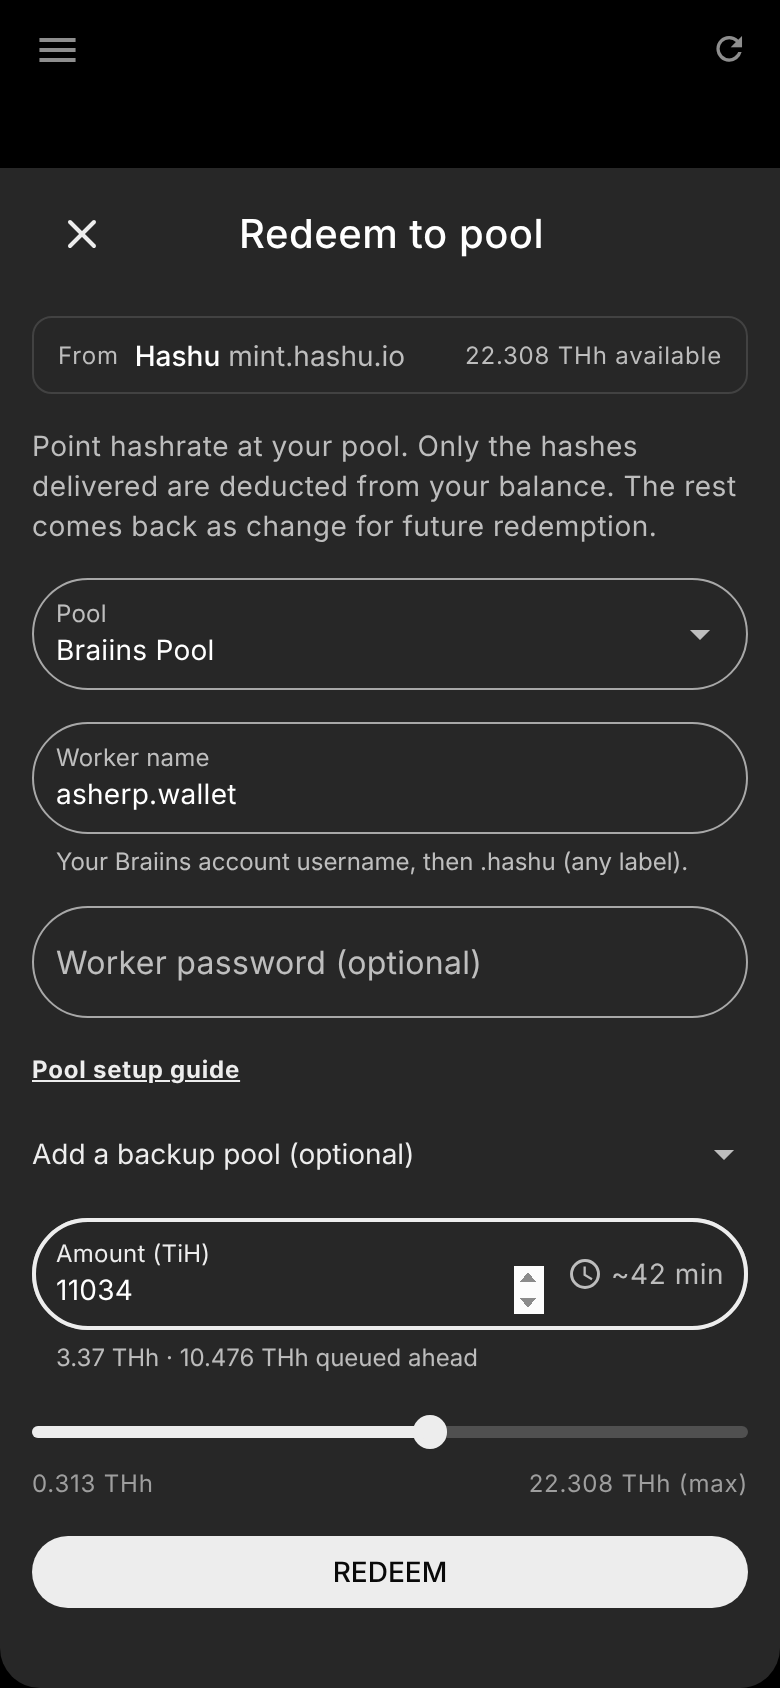 Redeem to pool
From Hashu mint.hashu.io 22.308 THh available
Point hashrate at your pool. Only the hashes
delivered are deducted from your balance. The rest
comes back as change for future redemption.
Pool
Braiins Pool
Worker name
asherp.wallet
Your Braiins account username, then .hashu (any label).
Worker password (optional)
Pool setup guide
Add a backup pool (optional)
Amount (TiH)
11034
~42 min
3.37 THh · 10.476 THh queued ahead
0.313 THh 22.308 THh (max)
REDEEM